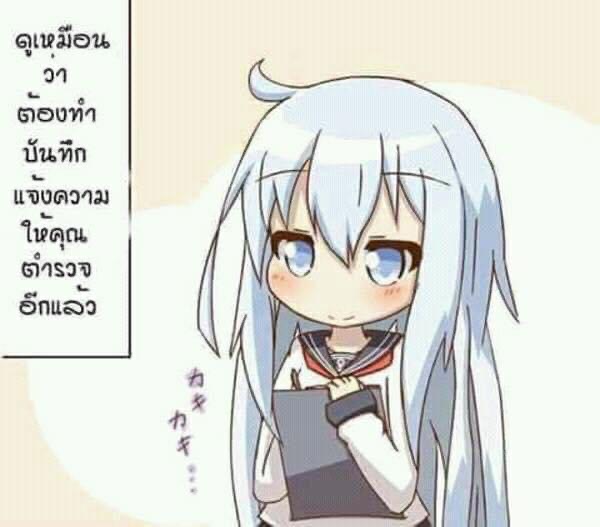 ดูเหมือน
ว่า
ต้องทำ
บันทึก
แจ้งความ
ให้คุณ
ตำรวจ
อีกแล้ว
カキ
カキ…